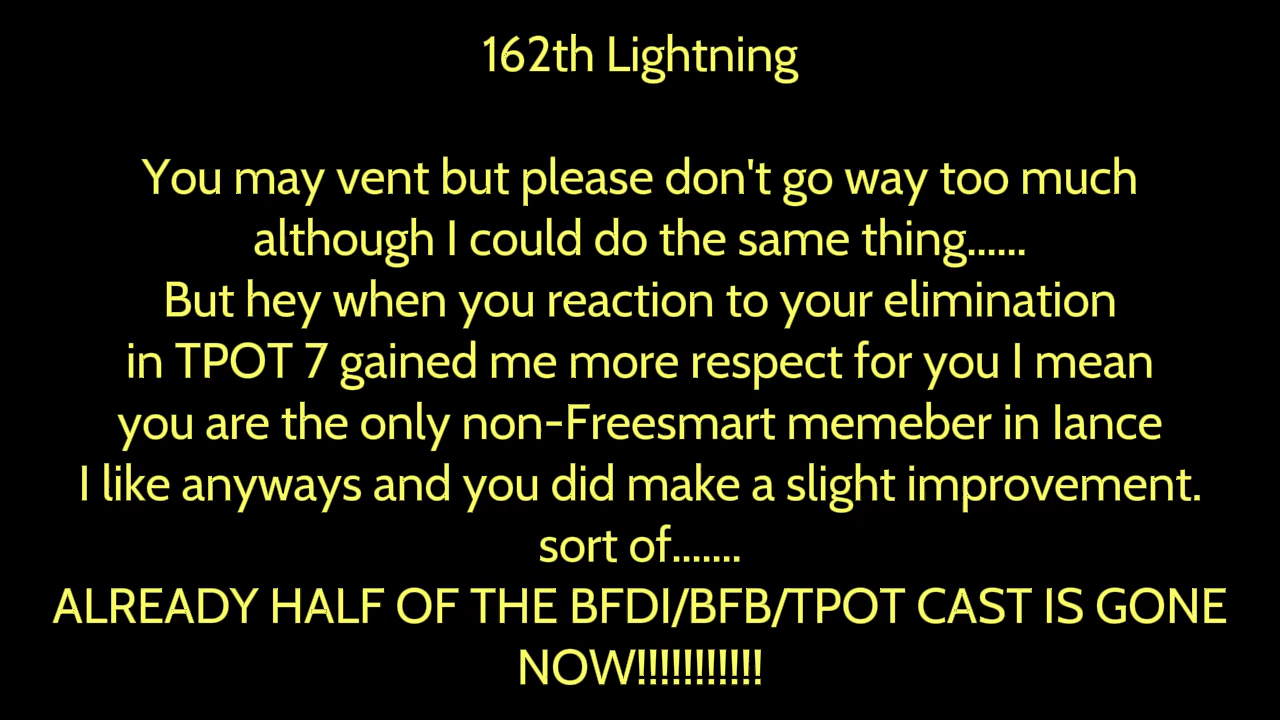 162th Lightning
You may vent but please don't go way too much
although I could do the same thing......
But hey when you reaction to your elimination
in TPOT 7 gained me more respect for you I mean
you are the only non-Freesmart memeber in Iance
I like anyways and you did make a slight improvement.
sort of.......
ALREADY HALF OF THE BFDI/BFB/TPOT CAST IS GONE
NOW!!!!!!!!!!!